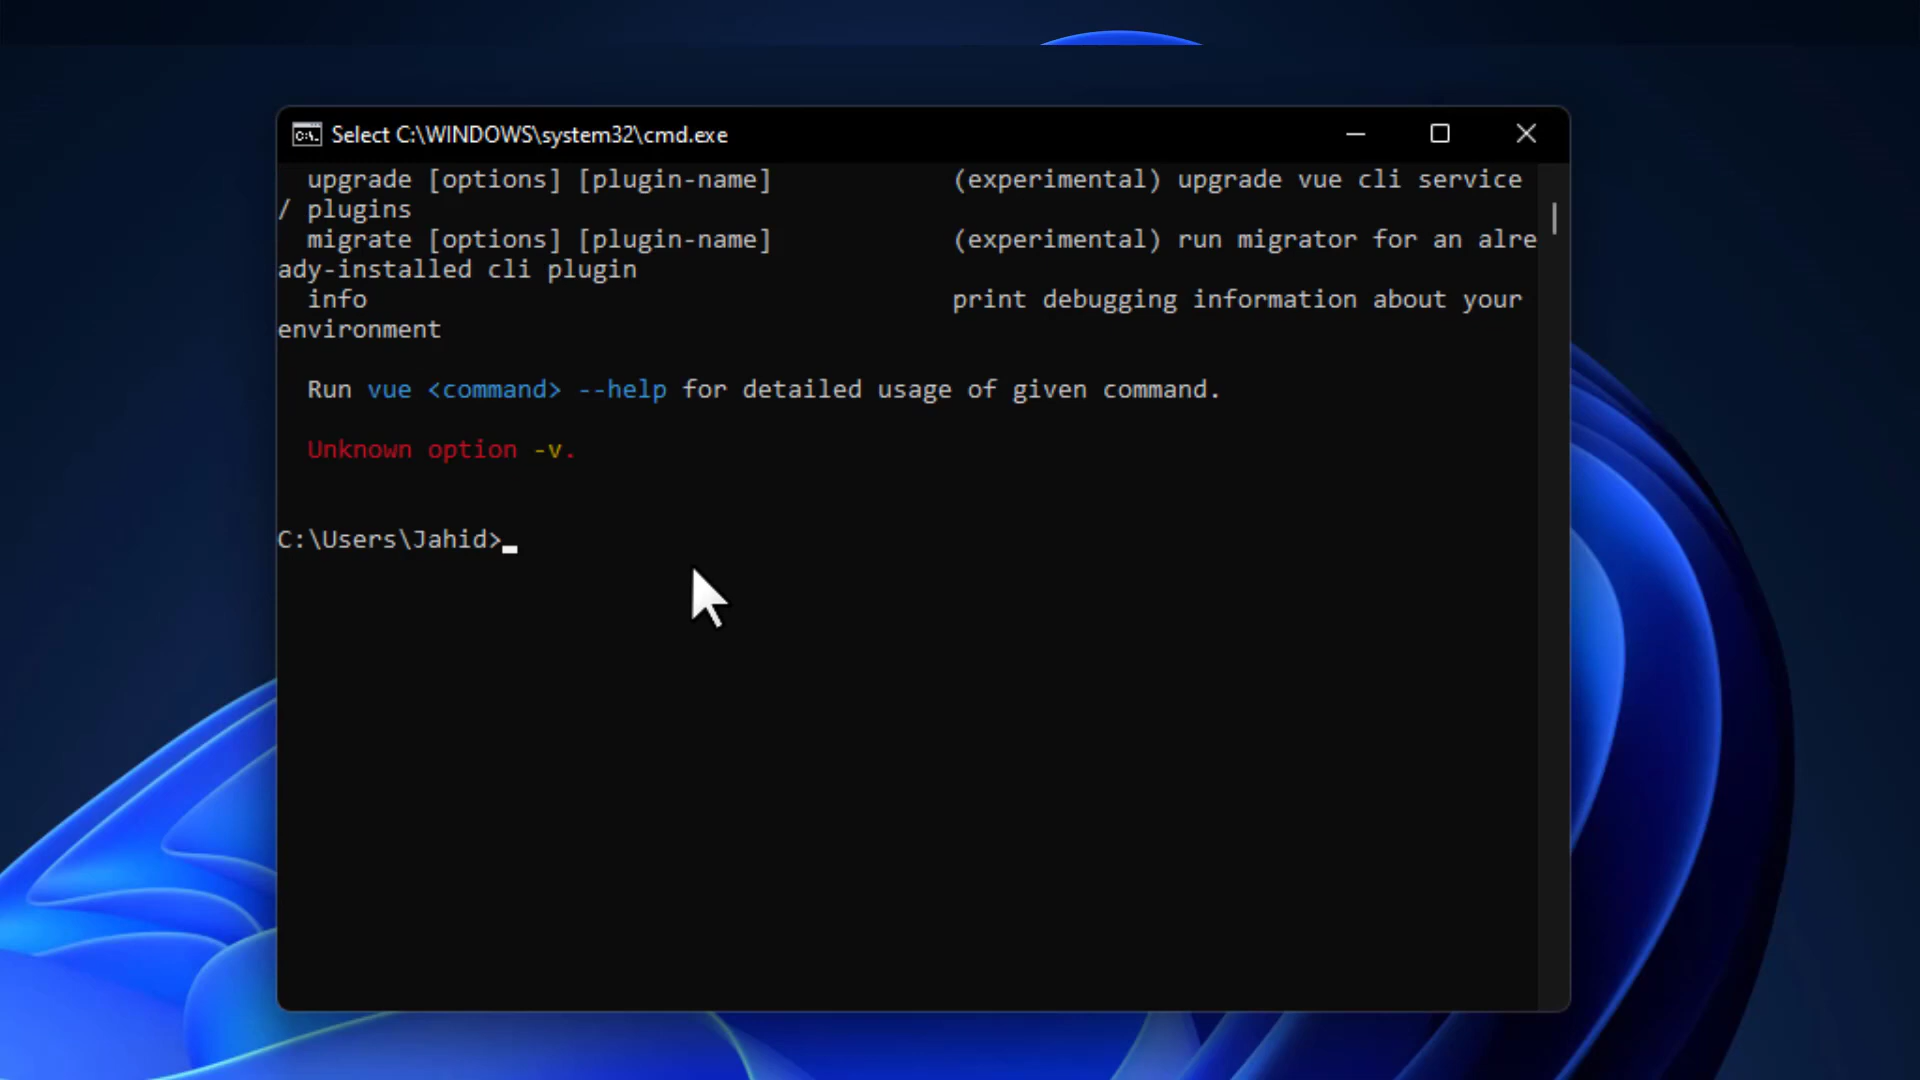 Select C:\WINDOWS\system32\cmd.exe
upgrade [options] [plugin-name] (experimental) upgrade vue cli service
/ plugins
migrate [options] [plugin-name] (experimental) run migrator for an alre
ady-installed cli plugin
info print debugging information about your
environment
Run vue <command> --help for detailed usage of given command.
Unknown option -v.
C:\Users\Jahid>